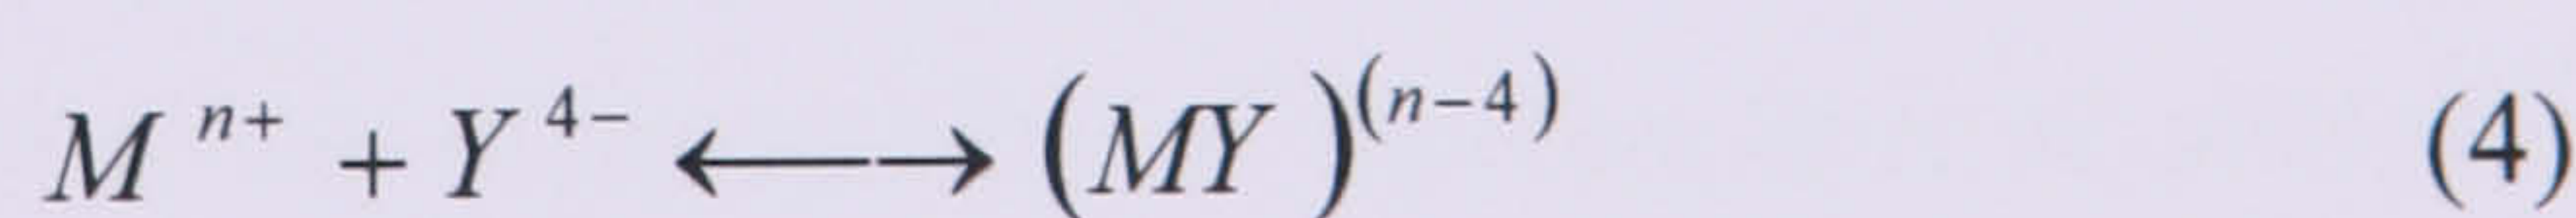 M^{n+} + Y^{4-} ⟵⟶ (MY)^{(n-4)} (4)